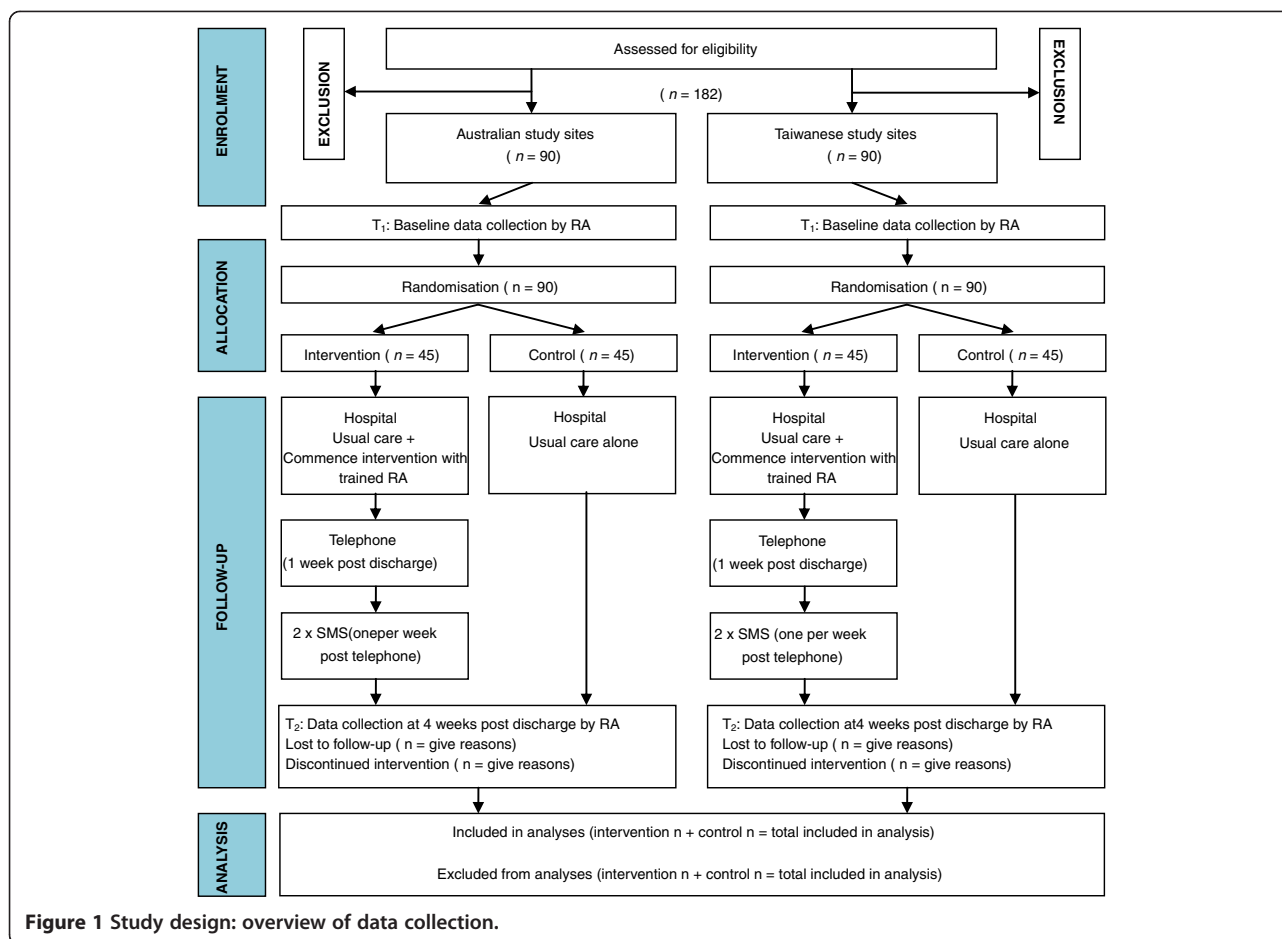 ENROLMENT
EXCLUSION
Assessed for eligibility
( n = 182)
EXCLUSION
Australian study sites
( n = 90)
Taiwanese study sites
( n = 90)
T1: Baseline data collection by RA
T1: Baseline data collection by RA
ALLOCATION
Randomisation ( n = 90)
Randomisation ( n = 90)
Intervention ( n = 45)
Control ( n = 45)
Intervention ( n = 45)
Control ( n = 45)
FOLLOW-UP
Hospital
Usual care +
Commence intervention with
trained RA
Hospital
Usual care alone
Hospital
Usual care +
Commence intervention with
trained RA
Hospital
Usual care alone
Telephone
(1 week post discharge)
Telephone
(1 week post discharge)
2 x SMS(oneper week
post telephone)
2 x SMS (one per week
post telephone)
T2: Data collection at 4 weeks post discharge by RA
Lost to follow-up ( n = give reasons)
Discontinued intervention ( n = give reasons)
T2: Data collection at4 weeks post discharge by RA
Lost to follow-up ( n = give reasons)
Discontinued intervention ( n = give reasons)
ANALYSIS
Included in analyses (intervention n + control n = total included in analysis)
Excluded from analyses (intervention n + control n = total included in analysis)
Figure 1 Study design: overview of data collection.